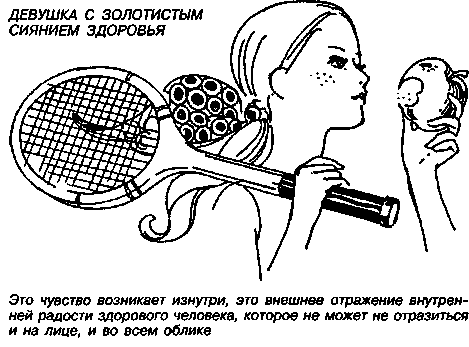 ДЕВУШКА С ЗОЛОТИСТЫМ
СИЯНИЕМ ЗДОРОВЬЯ
Это чувство возникает изнутри, это внешнее отражение внутрен-
ней радости здорового человека, которое не может не отразиться
и на лице, и во всем облике